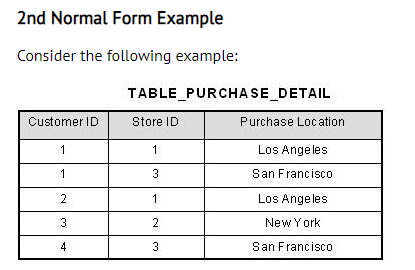 2nd Normal Form Example
Consider the following example:
TABLE_PURCHASE_DETAIL
Customer ID Store ID Purchase Location
1 1 Los Angeles
1 3 San Francisco
2 1 Los Angeles
3 2 New York
4 3 San Francisco